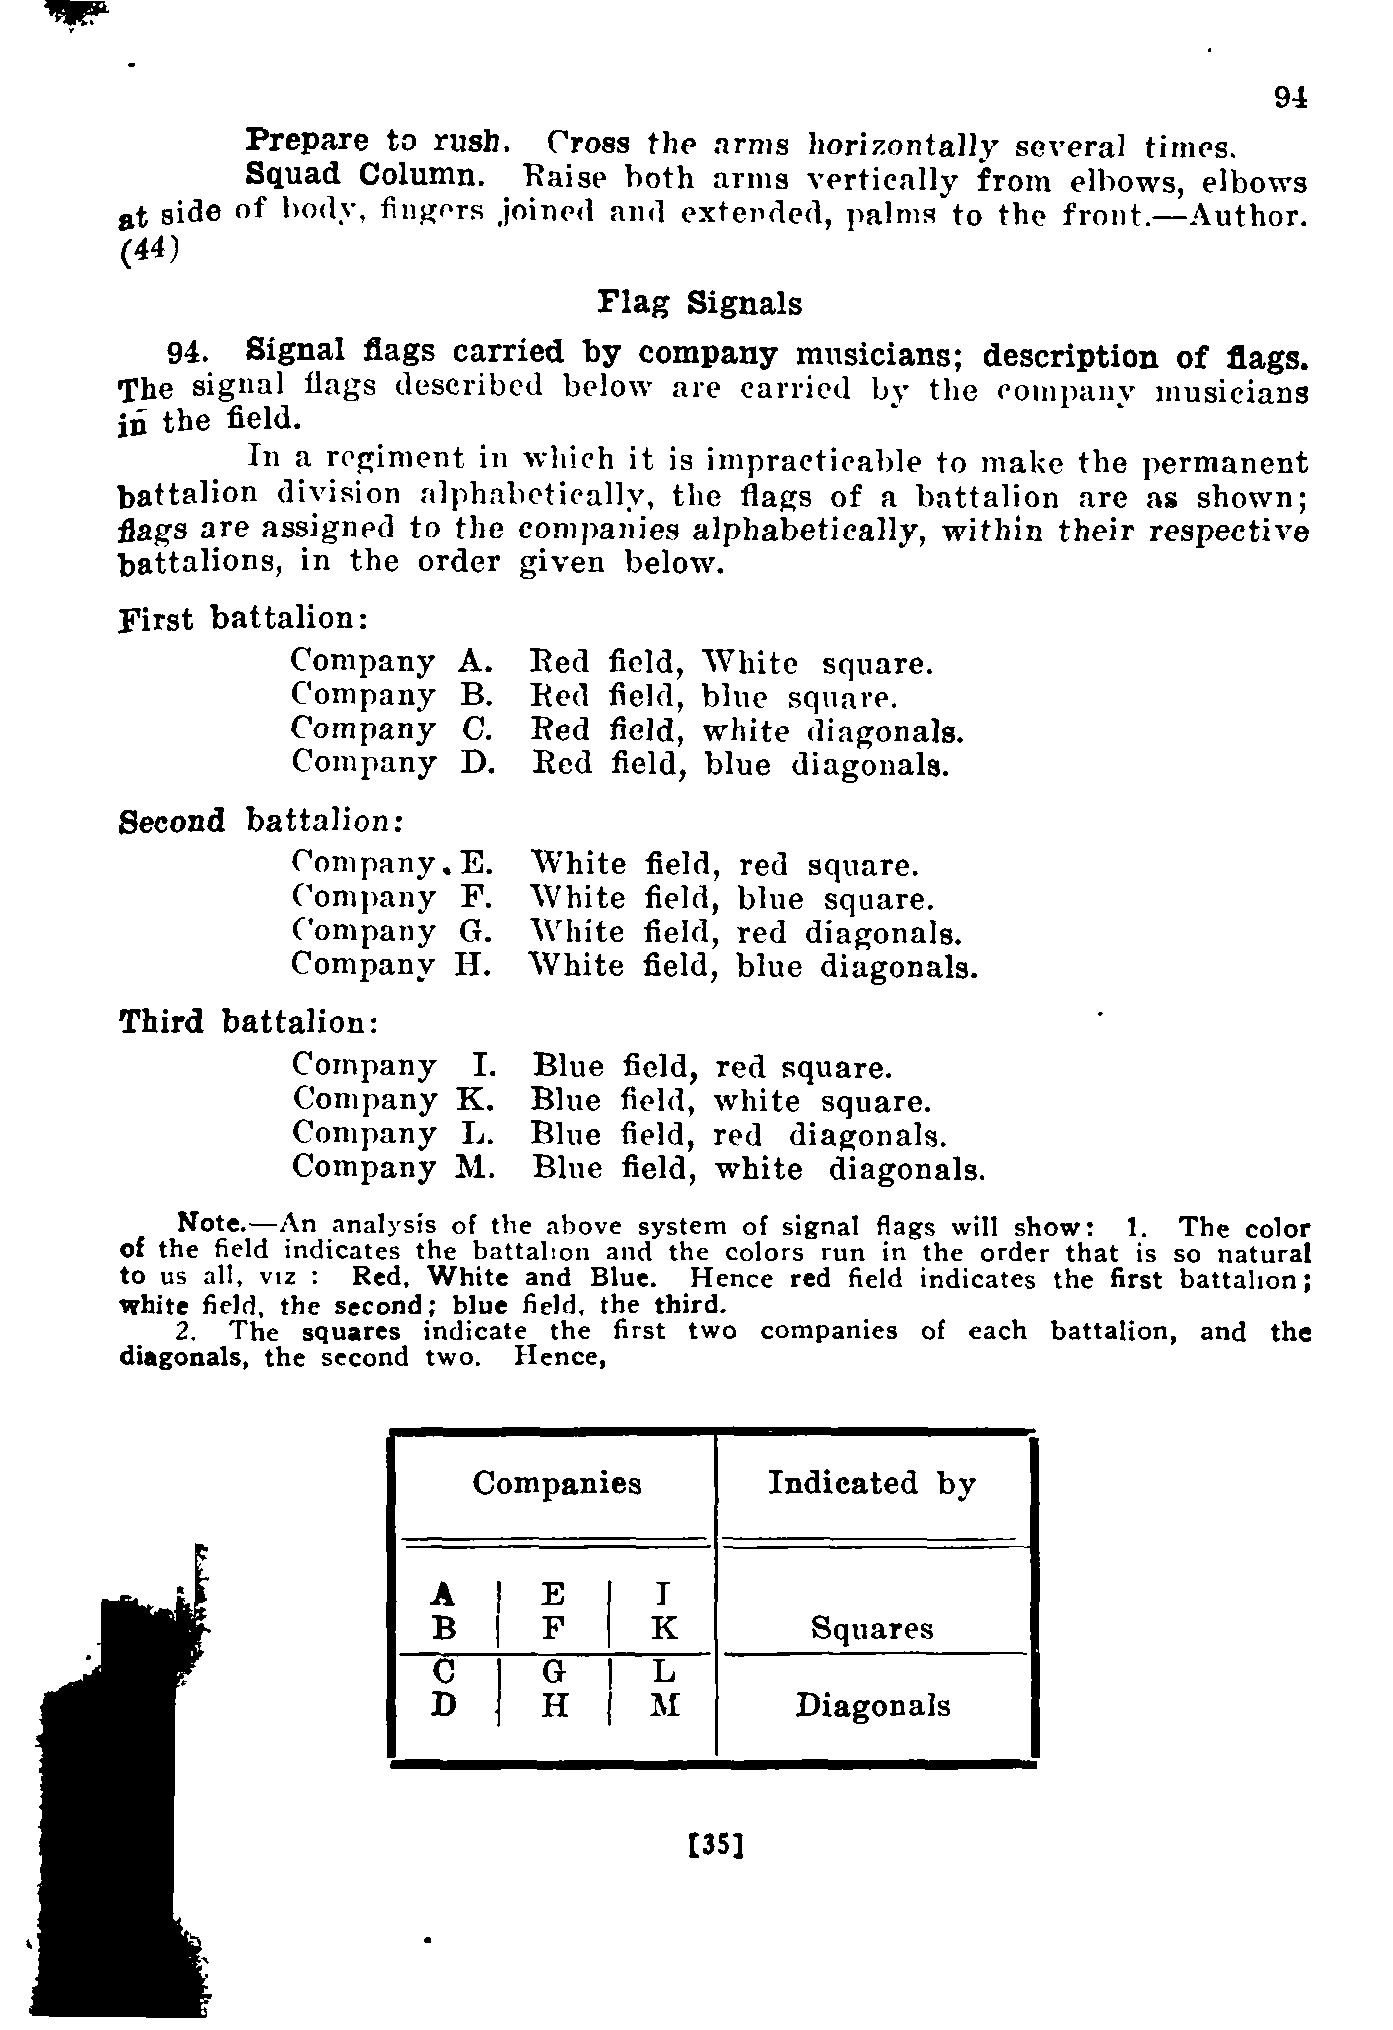 94
Prepare to rush. Cross the arms horizontally several times.
Squad Column. Raise both arms vertically from elbows, elbows
at side of body, fingers joined and extended, palms to the front.—Author.
(44)
Flag Signals
94. Signal flags carried by company musicians; description of flags.
The signal flags described below are carried by the company musicians
in the field.
In a regiment in which it is impracticable to make the permanent
battalion division alphabetically, the flags of a battalion are as shown;
flags are assigned to the companies alphabetically, within their respective
battalions, in the order given below.
First battalion:
Company A. Red field, White square.
Company B. Red field, blue square.
Company C. Red field, white diagonals.
Company D. Red field, blue diagonals.
Second battalion:
Company E. White field, red square.
Company F. White field, blue square.
Company G. White field, red diagonals.
Company H. White field, blue diagonals.
Third battalion:
Company I. Blue field, red square.
Company K. Blue field, white square.
Company L. Blue field, red diagonals.
Company M. Blue field, white diagonals.
Note.—An analysis of the above system of signal flags will show: 1. The color
of the field indicates the battalion and the colors run in the order that is so natural
to us all, viz : Red, White and Blue. Hence red field indicates the first battalion;
white field, the second; blue field, the third.
2. The squares indicate the first two companies of each battalion, and the
diagonals, the second two. Hence,
Companies Indicated by
A E I
B F K Squares
C G L
D H M Diagonals
[35]